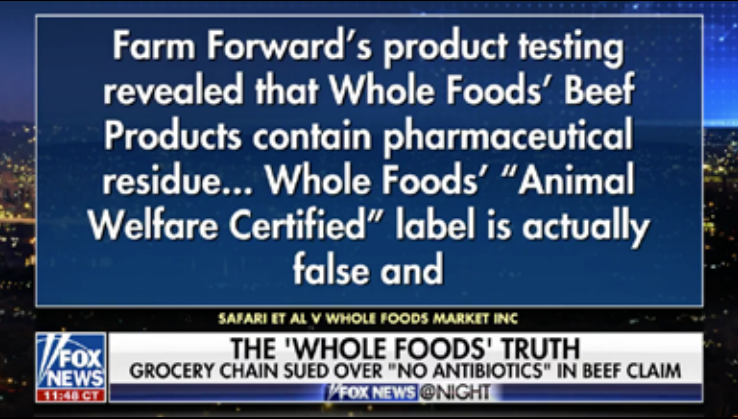 Farm Forward's product testing
revealed that Whole Foods' Beef
Products contain pharmaceutical
residue... Whole Foods' “Animal
Welfare Certified” label is actually
false and
SAFARI ET AL V WHOLE FOODS MARKET INC
THE 'WHOLE FOODS' TRUTH
GROCERY CHAIN SUED OVER "NO ANTIBIOTICS" IN BEEF CLAIM
FOX
NEWS
11:48 CT
FOX NEWS @NIGHT